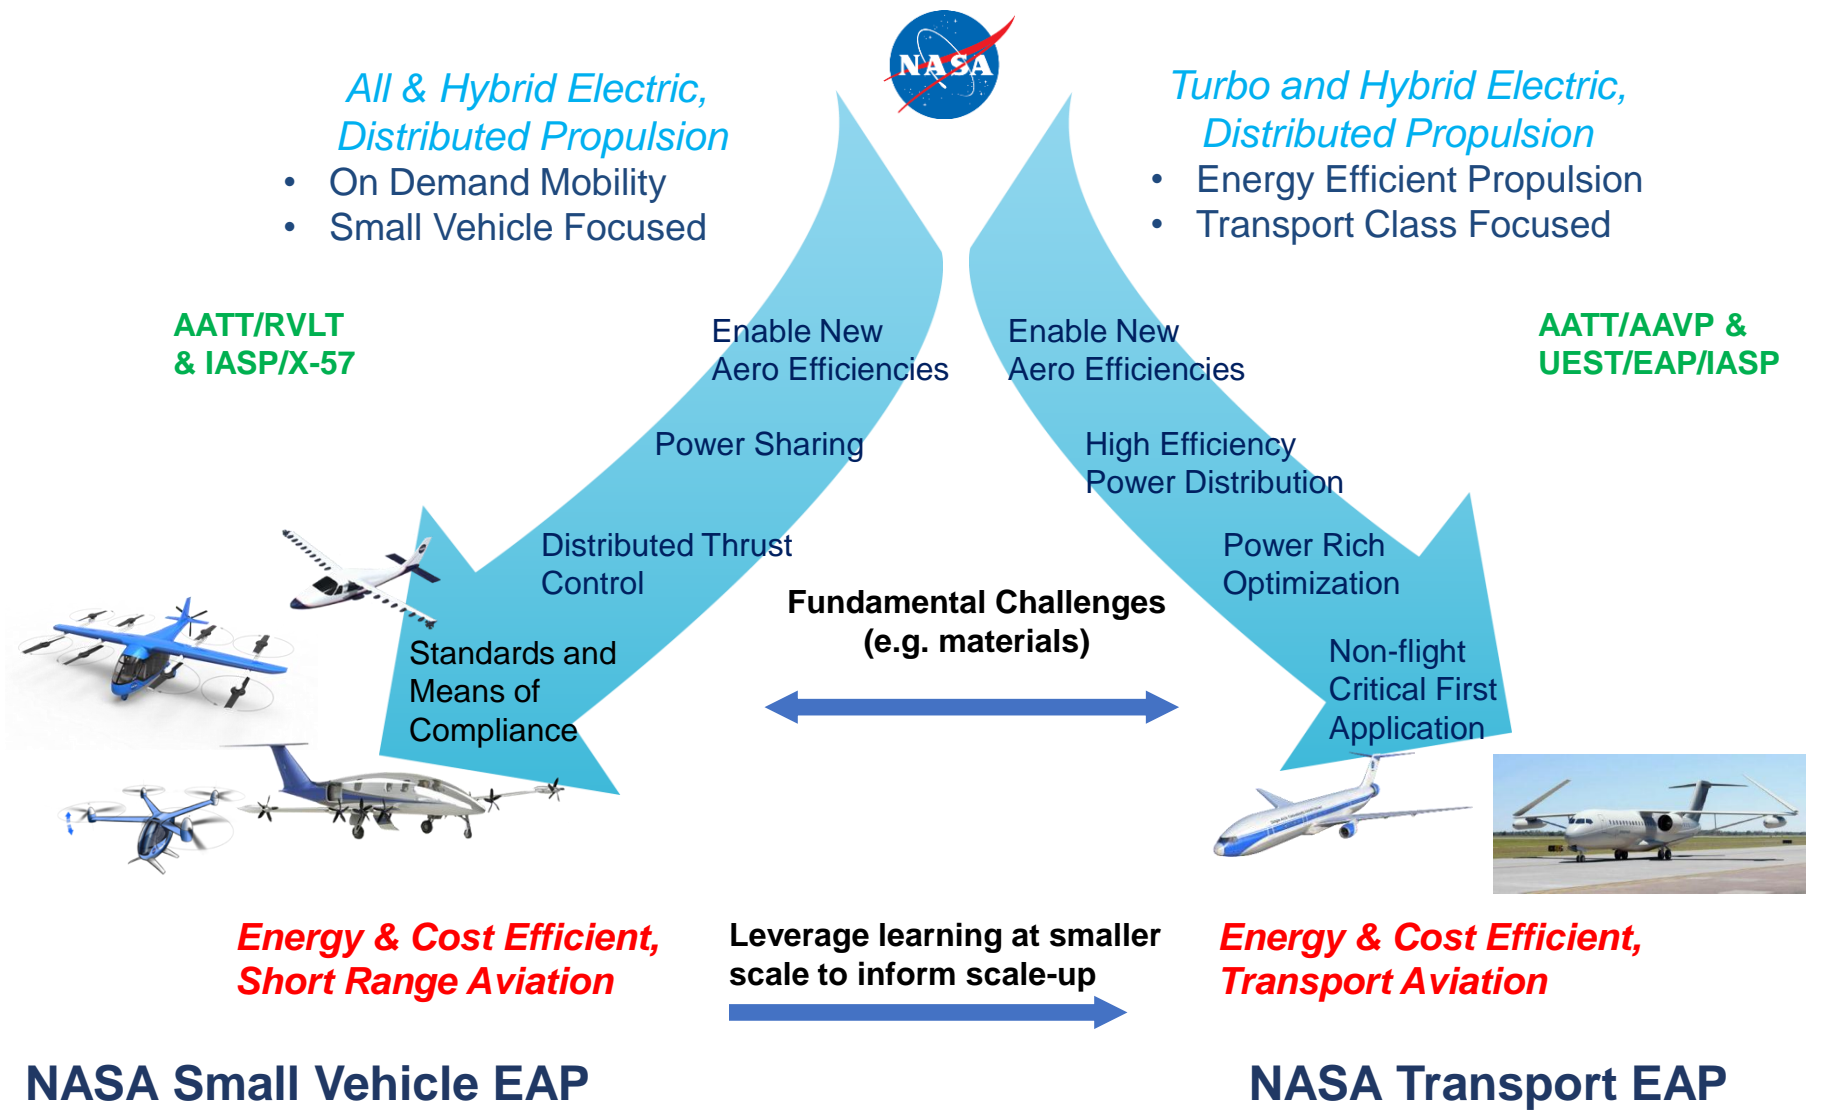 NASA
All & Hybrid Electric,
Distributed Propulsion
• On Demand Mobility
• Small Vehicle Focused
Turbo and Hybrid Electric,
Distributed Propulsion
• Energy Efficient Propulsion
• Transport Class Focused
AATT/RVLT
& IASP/X-57
Enable New
Aero Efficiencies
Power Sharing
Distributed Thrust
Control
Standards and
Means of
Compliance
Enable New
Aero Efficiencies
High Efficiency
Power Distribution
Power Rich
Optimization
Non-flight
Critical First
Application
AATT/AAVP &
UEST/EAP/IASP
Fundamental Challenges
(e.g. materials)
Energy & Cost Efficient,
Short Range Aviation
Leverage learning at smaller
scale to inform scale-up
Energy & Cost Efficient,
Transport Aviation
NASA Small Vehicle EAP
NASA Transport EAP